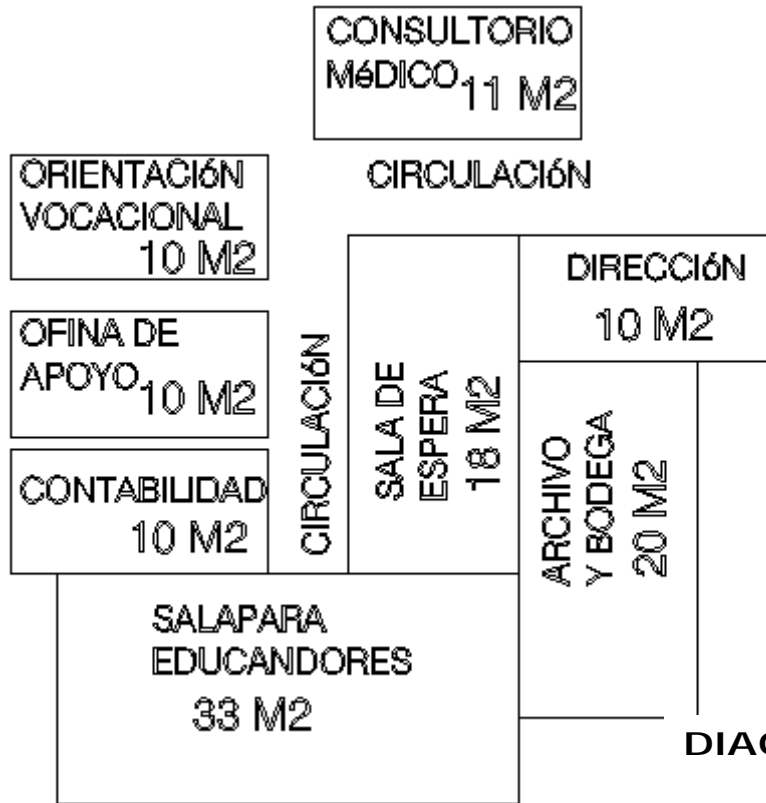 CONSULTORIO
MéDICO 11 M2
ORIENTACIóN
VOCACIONAL
10 M2
CIRCULACIóN
DIRECCIóN
10 M2
OFINA DE
APOYO 10 M2
CIRCULACIóN
SALA DE
ESPERA
18 M2
CONTABILIDAD
10 M2
ARCHIVO
Y BODEGA
20 M2
SALAPARA
EDUCANDORES
33 M2